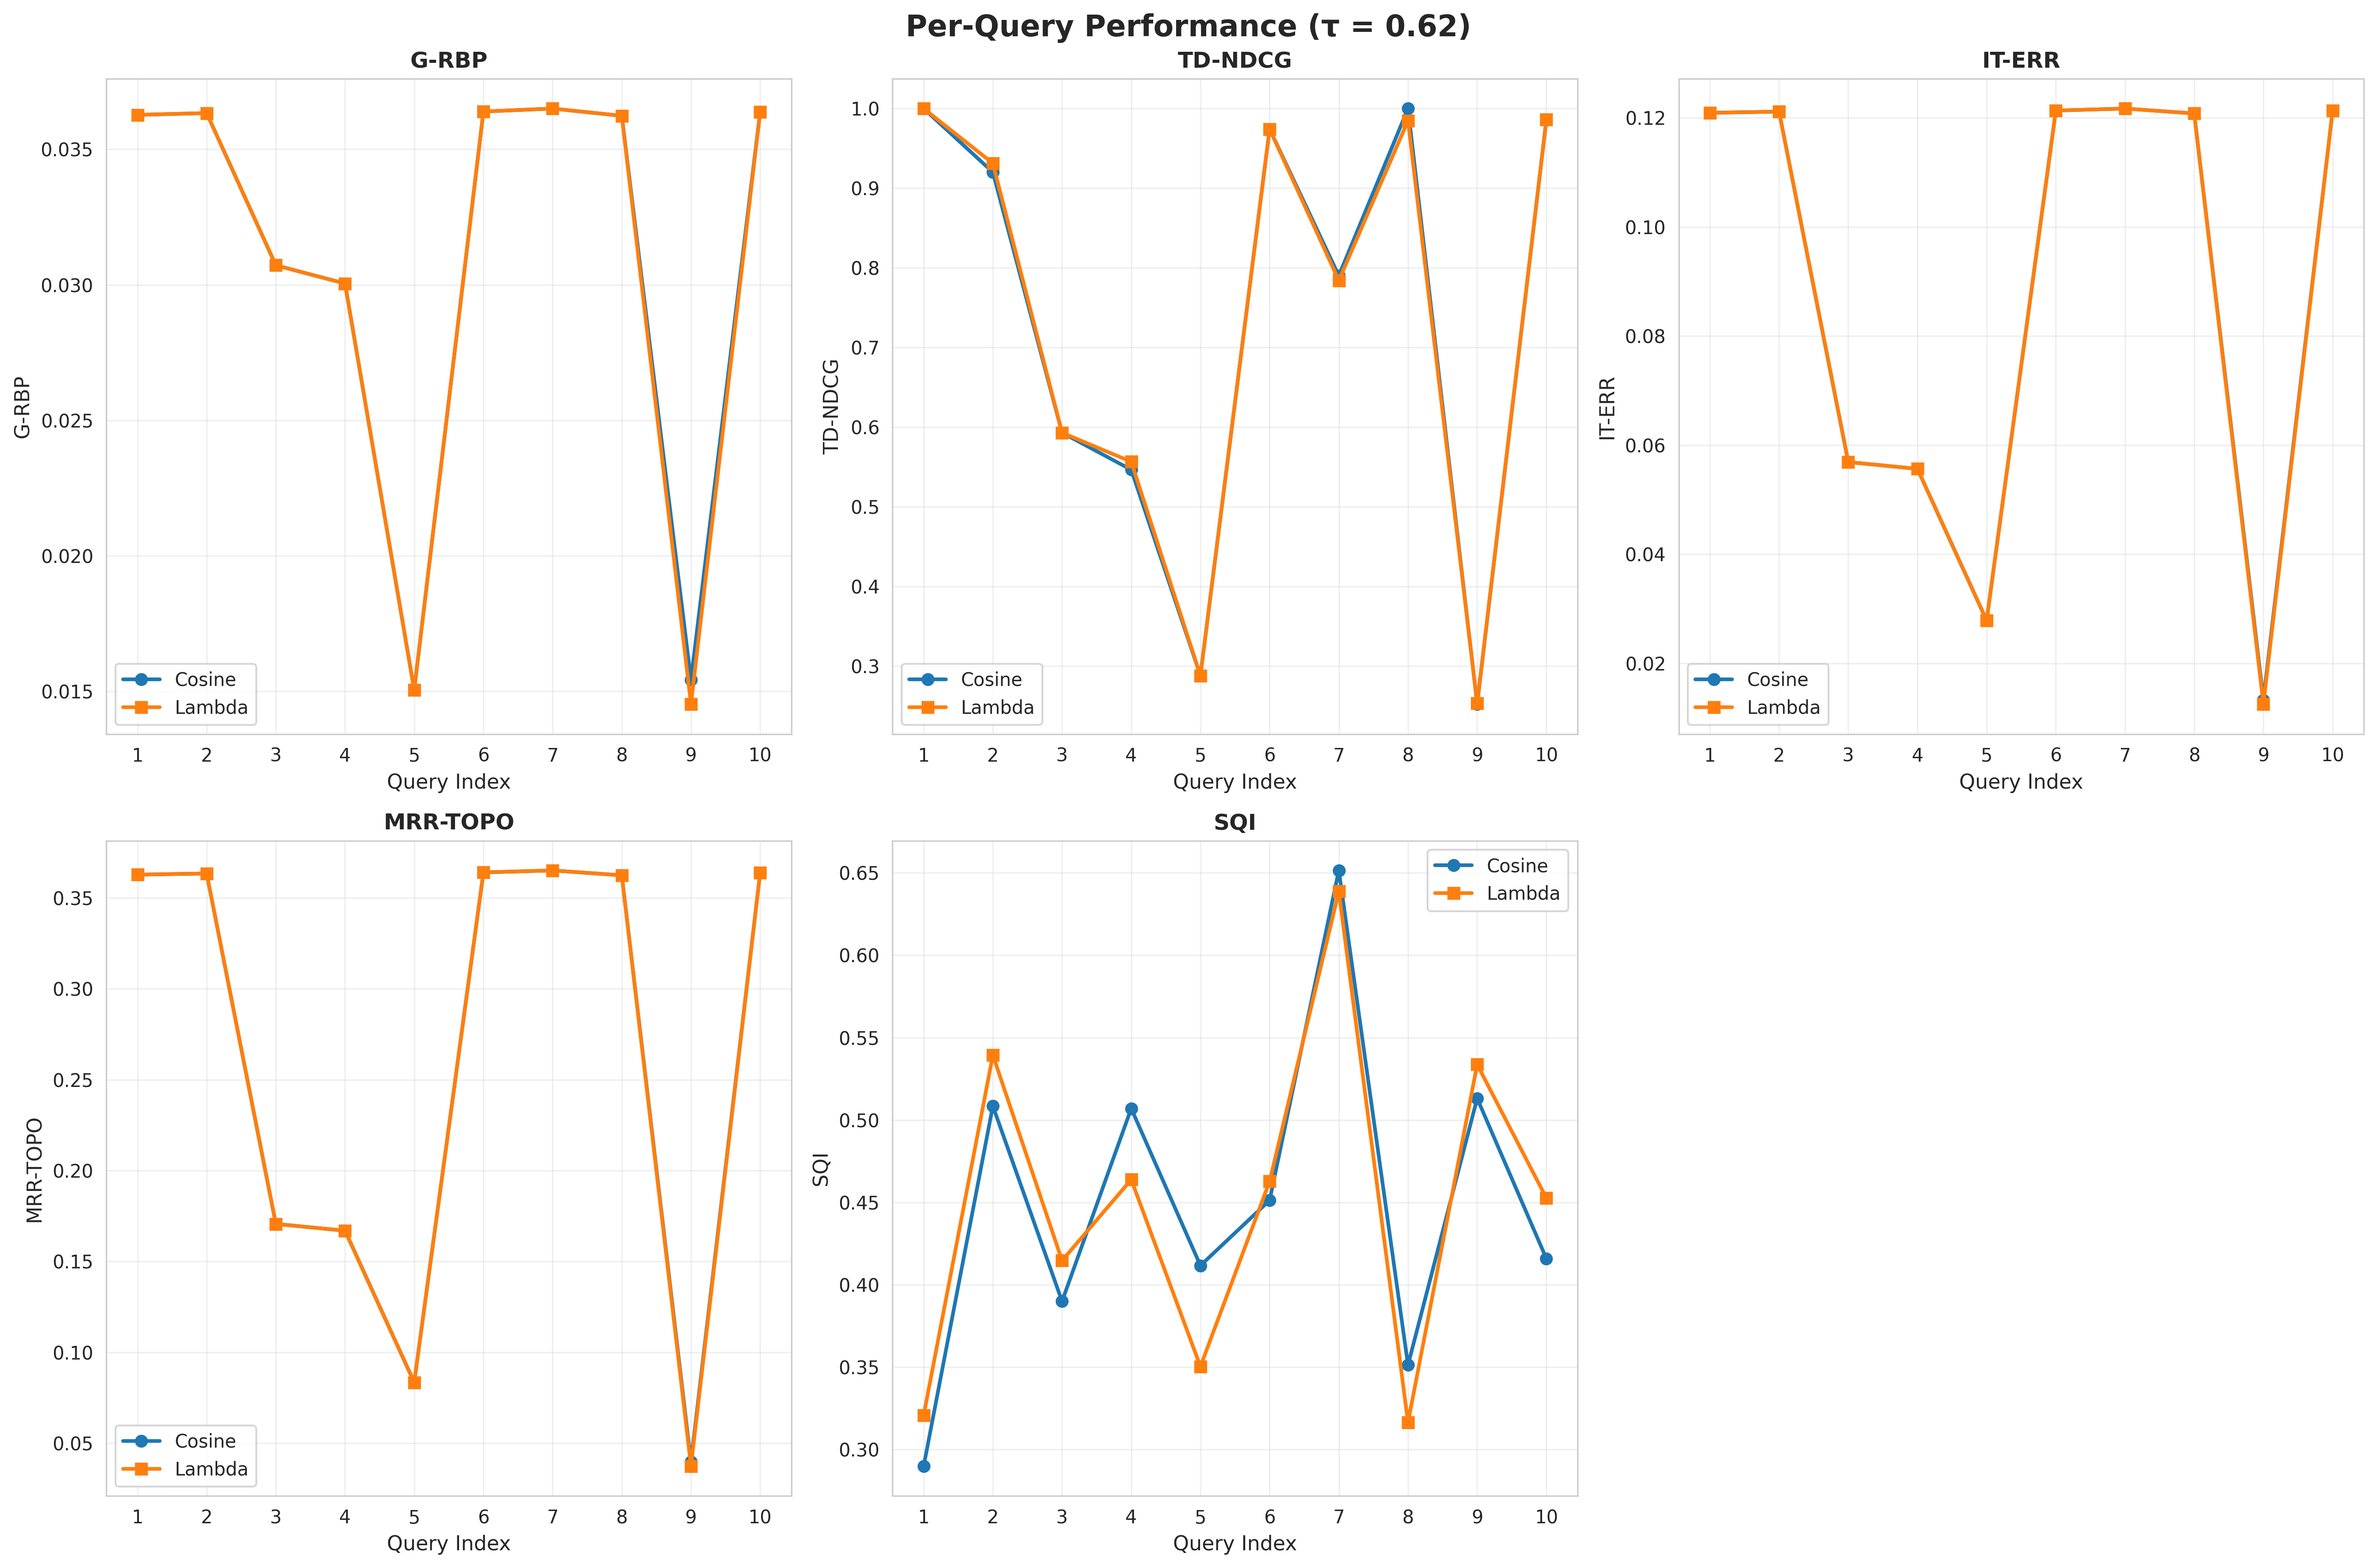 Per-Query Performance (τ = 0.62)
G-RBP
G-RBP
0.035
0.030
0.025
0.020
0.015
Cosine
Lambda
1 2 3 4 5 6 7 8 9 10
Query Index
TD-NDCG
TD-NDCG
1.0
0.9
0.8
0.7
0.6
0.5
0.4
0.3
Cosine
Lambda
1 2 3 4 5 6 7 8 9 10
Query Index
IT-ERR
IT-ERR
0.12
0.10
0.08
0.06
0.04
0.02
Cosine
Lambda
1 2 3 4 5 6 7 8 9 10
Query Index
MRR-TOPO
MRR-TOPO
0.35
0.30
0.25
0.20
0.15
0.10
0.05
Cosine
Lambda
1 2 3 4 5 6 7 8 9 10
Query Index
SQI
SQI
0.65
0.60
0.55
0.50
0.45
0.40
0.35
0.30
Cosine
Lambda
1 2 3 4 5 6 7 8 9 10
Query Index